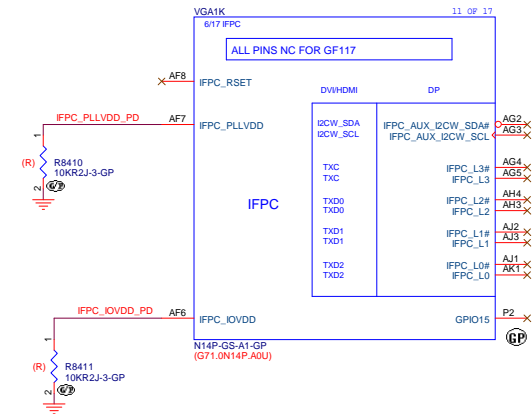 VGA1K
11 OF 17
6/17 IFPC
ALL PINS NC FOR GF117
AF8
IFPC_RSET
DVI/HDMI
DP
IFPC_PLLVDD_PD
AF7
IFPC_PLLVDD
I2CW_SDA
IFPC_AUX_I2CW_SDA#
AG2
I2CW_SCL
IFPC_AUX_I2CW_SCL
AG3
1
(R)
R8410
10KR2J-3-GP
2
G/P
TXC
IFPC_L3#
AG4
TXC
IFPC_L3
AG5
IFPC
TXD0
IFPC_L2#
AH4
TXD0
IFPC_L2
AH3
TXD1
IFPC_L1#
AJ2
TXD1
IFPC_L1
AJ3
TXD2
IFPC_L0#
AJ1
TXD2
IFPC_L0
AK1
IFPC_IOVDD_PD
AF6
IFPC_IOVDD
GPIO15
P2
GP
N14P-GS-A1-GP
(G71.0N14P.A0U)
1
(R)
R8411
10KR2J-3-GP
2
G/P